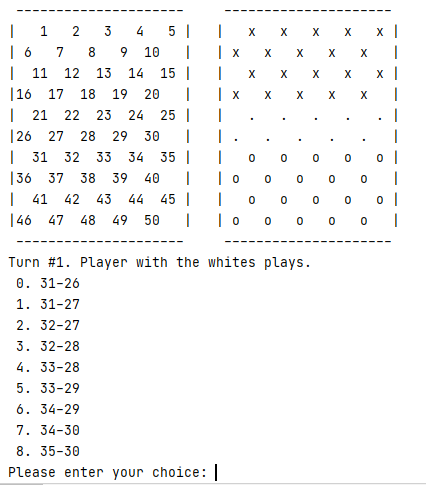 ---------------------     ---------------------
|   1   2   3   4   5 |   |   x   x   x   x   x |
| 6   7   8   9  10   |   | x   x   x   x   x   |
|  11  12  13  14  15 |   |   x   x   x   x   x |
|16  17  18  19  20   |   | x   x   x   x   x   |
|  21  22  23  24  25 |   |   .   .   .   .   . |
|26  27  28  29  30   |   | .   .   .   .   .   |
|  31  32  33  34  35 |   |   o   o   o   o   o |
|36  37  38  39  40   |   | o   o   o   o   o   |
|  41  42  43  44  45 |   |   o   o   o   o   o |
|46  47  48  49  50   |   | o   o   o   o   o   |
 ---------------------     ---------------------
Turn #1. Player with the whites plays.
 0. 31-26
 1. 31-27
 2. 32-27
 3. 32-28
 4. 33-28
 5. 33-29
 6. 34-29
 7. 34-30
 8. 35-30
Please enter your choice: